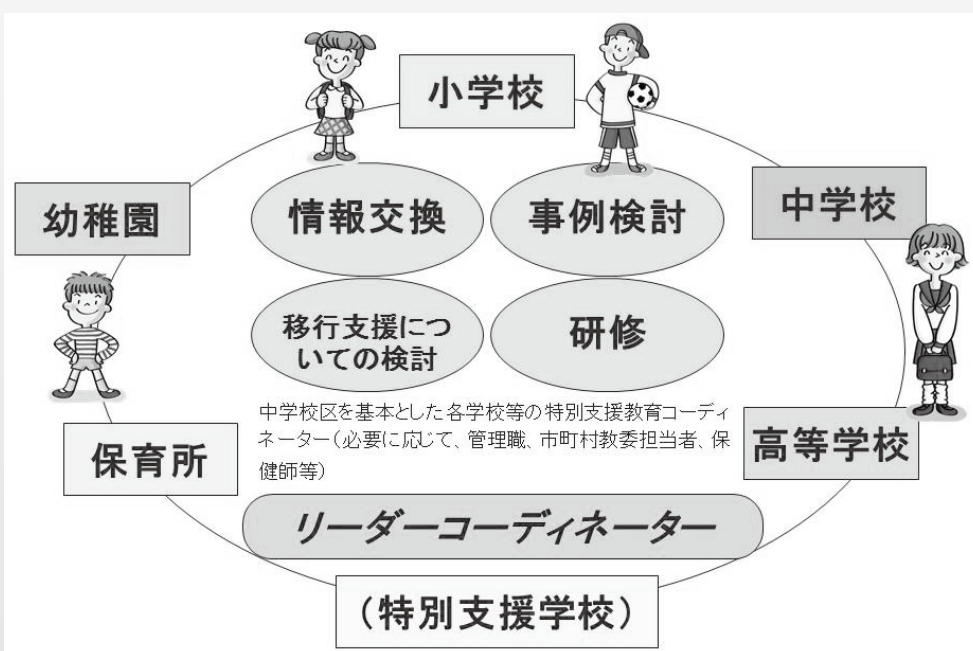 小学校
幼稚園
中学校
情報交換
事例検討
移行支援につ
いての検討
研修
中学校区を基本とした各学校等の特別支援教育コーディ
ネーター(必要に応じて、管理職、市町村教委担当者、保
健師等)
保育所
高等学校
リーダーコーディネーター
(特別支援学校)